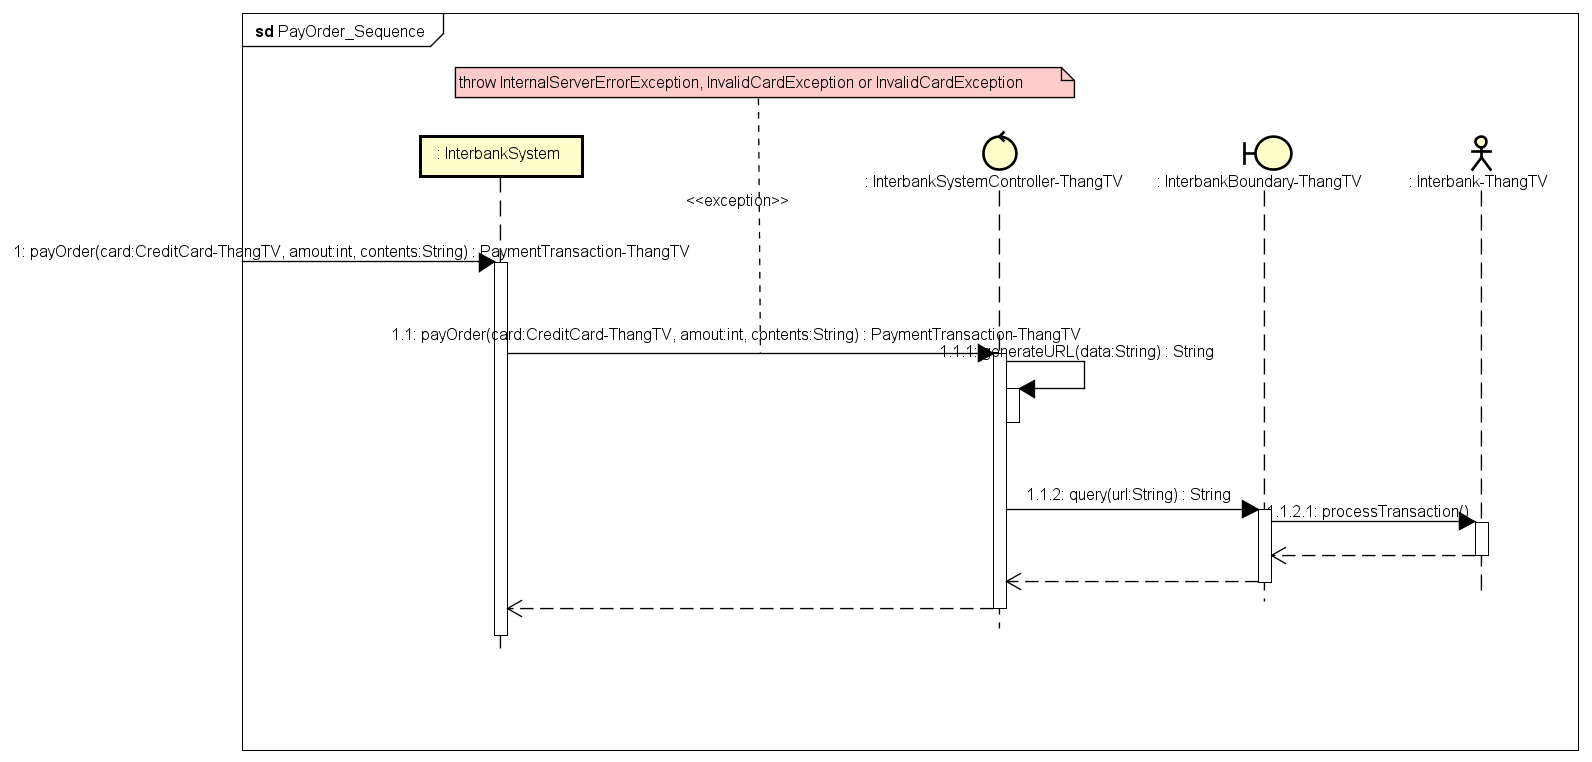 sd PayOrder_Sequence
throw InternalServerErrorException, InvalidCardException or InvalidCardException
: InterbankSystem
: InterbankSystemController-ThangTV
: InterbankBoundary-ThangTV
: Interbank-ThangTV
<<exception>>
1: payOrder(card:CreditCard-ThangTV, amout:int, contents:String) : PaymentTransaction-ThangTV
1.1: payOrder(card:CreditCard-ThangTV, amout:int, contents:String) : PaymentTransaction-ThangTV
1.1.1: generateURL(data:String) : String
1.1.2: query(url:String) : String
1.1.2.1: processTransaction()